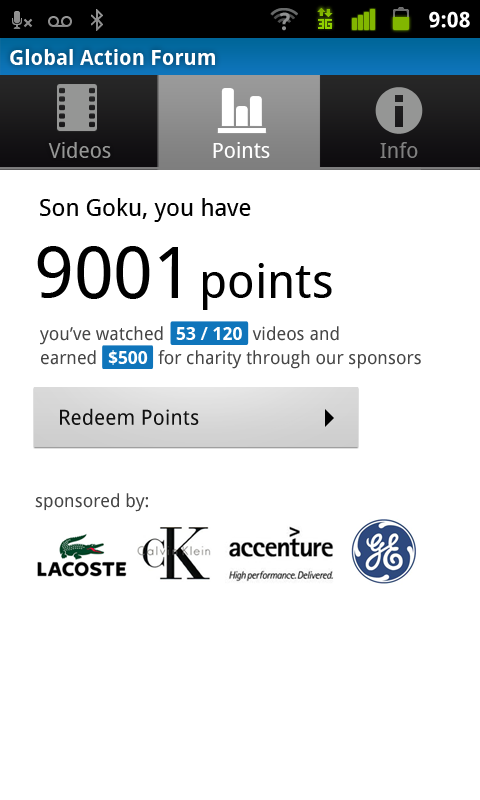 3G 9:08
Global Action Forum
Videos Points Info
Son Goku, you have
9001 points
you’ve watched 53 / 120 videos and
earned $500 for charity through our sponsors
Redeem Points
sponsored by:
LACOSTE
CK
Calvin Klein
accenture
High performance. Delivered.
GE